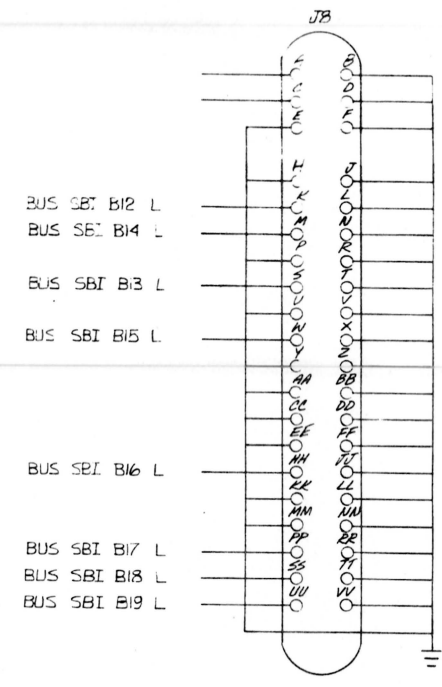 J8
A B
C D
E F
H J
BUS SBI B12 L K L
BUS SBI B14 L M N
P R
BUS SBI B13 L S T
U V
BUS SBI B15 L W X
Y Z
AA BB
CC DD
EE FF
BUS SBI B16 L HH JJ
KK LL
MM NN
BUS SBI B17 L PP RR
BUS SBI B18 L SS TT
BUS SBI B19 L UU VV